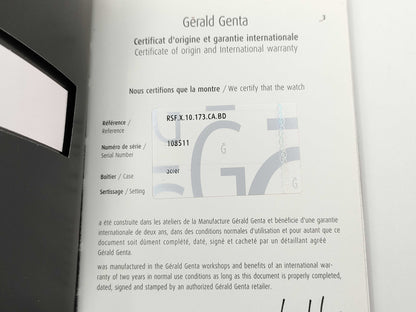 Gérald Genta
Certificat d'origine et garantie internationale
Certificate of origin and International warranty
Nous certifions que la montre / We certify that the watch
Référence /
Reference
RSF.X.10.173.CA.BD
Numéro de série /
Serial Number
108511
Boitier / Case
acier
Sertissage / Setting
a été construite dans les ateliers de la Manufacture Gérald Genta et bénéficie d'une garantie
internationale de deux ans, dans des conditions normales d'utilisation et pour autant que ce
document soit dûment complété, daté, signé et cacheté par un détaillant agréé
Gérald Genta.
was manufactured in the Gérald Genta workshops and benefits of an international war-
ranty of two years in normal use conditions as long as this document is properly completed,
dated, signed and stamped by an authorized Gérald Genta retailer.